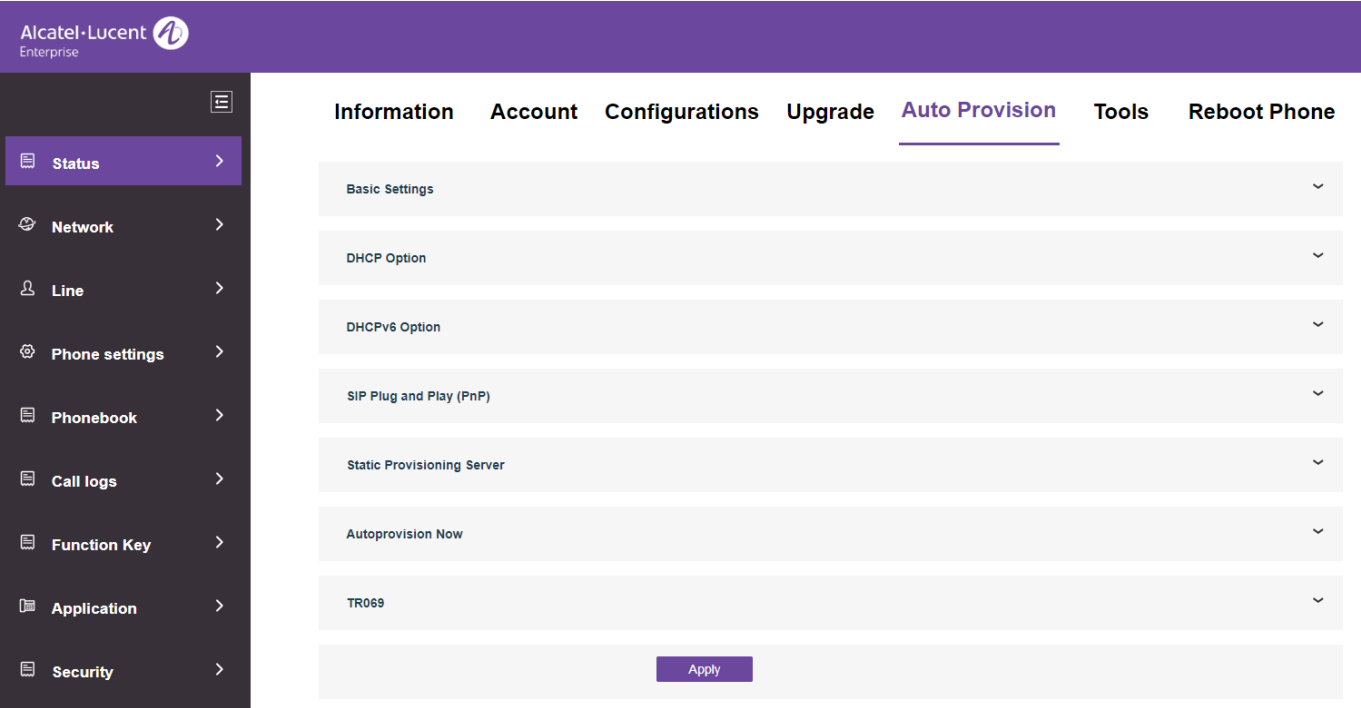 Alcatel·Lucent
Enterprise
Information Account Configurations Upgrade Auto Provision Tools Reboot Phone
Status
Network
Line
Phone settings
Phonebook
Call logs
Function Key
Application
Security
Basic Settings
DHCP Option
DHCPv6 Option
SIP Plug and Play (PnP)
Static Provisioning Server
Autoprovision Now
TR069
Apply